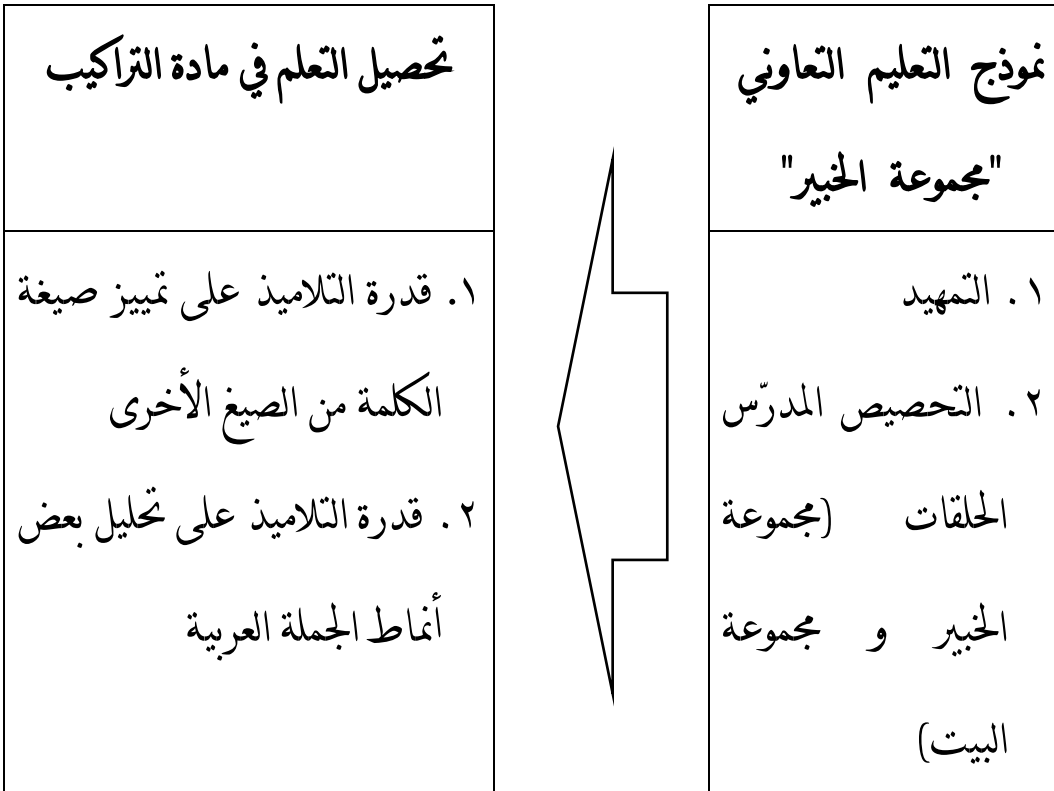 نموذج التعليم التعاوني
"مجموعة الخبير"
١. التمهيد
٢. التحصيص المدرّس
الحلقات (مجموعة
الخبير و مجموعة
البيت)
تحصيل التعلم في مادة التراكيب
١. قدرة التلاميذ على تمييز صيغة
الكلمة من الصيغ الأخرى
٢. قدرة التلاميذ على تحليل بعض
أنماط الجملة العربية